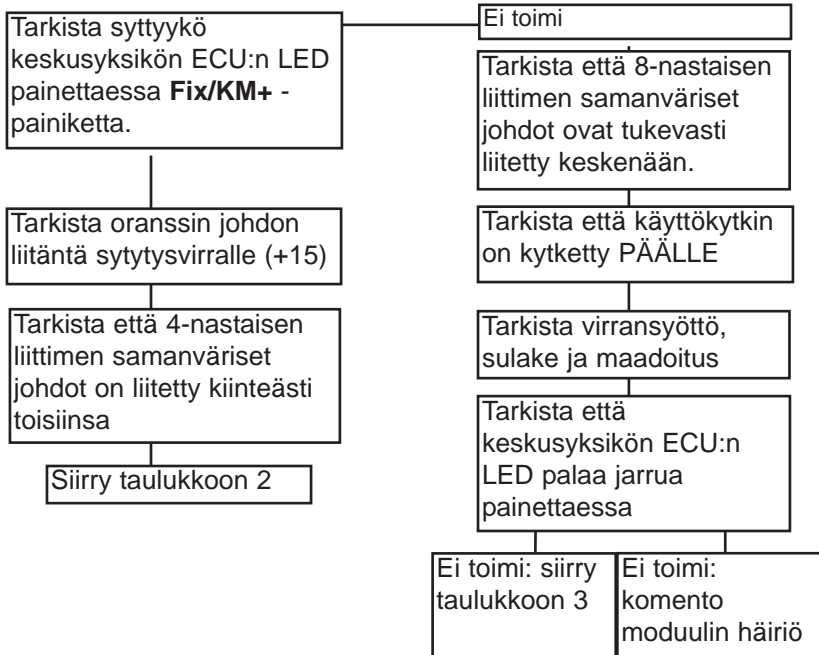 Tarkista syttyykö
keskusyksikön ECU:n LED
painettaessa Fix/KM+ -
painiketta.
Tarkista oranssin johdon
liitäntä sytytysvirralle (+15)
Tarkista että 4-nastaisen
liittimen samanväriset
johdot on liitetty kiinteästi
toisiinsa
Siirry taulukkoon 2
Ei toimi
Tarkista että 8-nastaisen
liittimen samanväriset
johdot ovat tukevasti
liitetty keskenään.
Tarkista että käyttökytkin
on kytketty PÄÄLLE
Tarkista virransyöttö,
sulake ja maadoitus
Tarkista että
keskusyksikön ECU:n
LED palaa jarrua
painettaessa
Ei toimi: siirry
taulukkoon 3
Ei toimi:
komento
moduulin häiriö